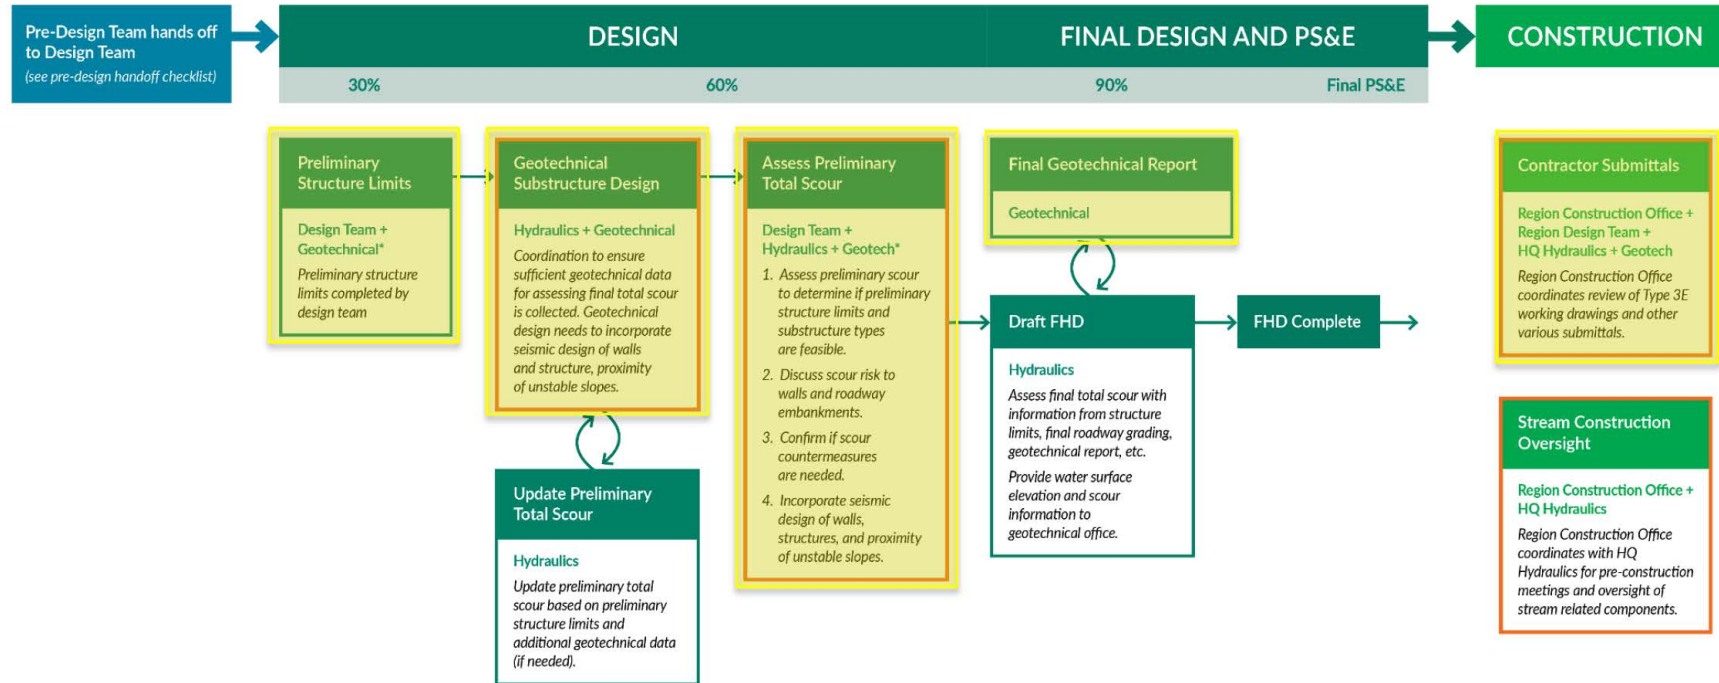 Pre-Design Team hands off
to Design Team
(see pre-design handoff checklist)
DESIGN
FINAL DESIGN AND PS&E
CONSTRUCTION
30%
60%
90%
Final PS&E
Preliminary
Structure Limits
Design Team +
Geotechnical*
Preliminary structure
limits completed by
design team
Geotechnical
Substructure Design
Hydraulics + Geotechnical
Coordination to ensure
sufficient geotechnical data
for assessing final total scour
is collected. Geotechnical
design needs to incorporate
seismic design of walls
and structure, proximity
of unstable slopes.
Update Preliminary
Total Scour
Hydraulics
Update preliminary total
scour based on preliminary
structure limits and
additional geotechnical data
(if needed).
Assess Preliminary
Total Scour
Design Team +
Hydraulics + Geotech*
1. Assess preliminary scour
to determine if preliminary
structure limits and
substructure types
are feasible.
2. Discuss scour risk to
walls and roadway
embankments.
3. Confirm if scour
countermeasures
are needed.
4. Incorporate seismic
design of walls,
structures, and proximity
of unstable slopes.
Final Geotechnical Report
Geotechnical
Draft FHD
Hydraulics
Assess final total scour with
information from structure
limits, final roadway grading,
geotechnical report, etc.
Provide water surface
elevation and scour
information to
geotechnical office.
FHD Complete
Contractor Submittals
Region Construction Office +
Region Design Team +
HQ Hydraulics + Geotech
Region Construction Office
coordinates review of Type 3E
working drawings and other
various submittals.
Stream Construction
Oversight
Region Construction Office +
HQ Hydraulics
Region Construction Office
coordinates with HQ
Hydraulics for pre-construction
meetings and oversight of
stream related components.